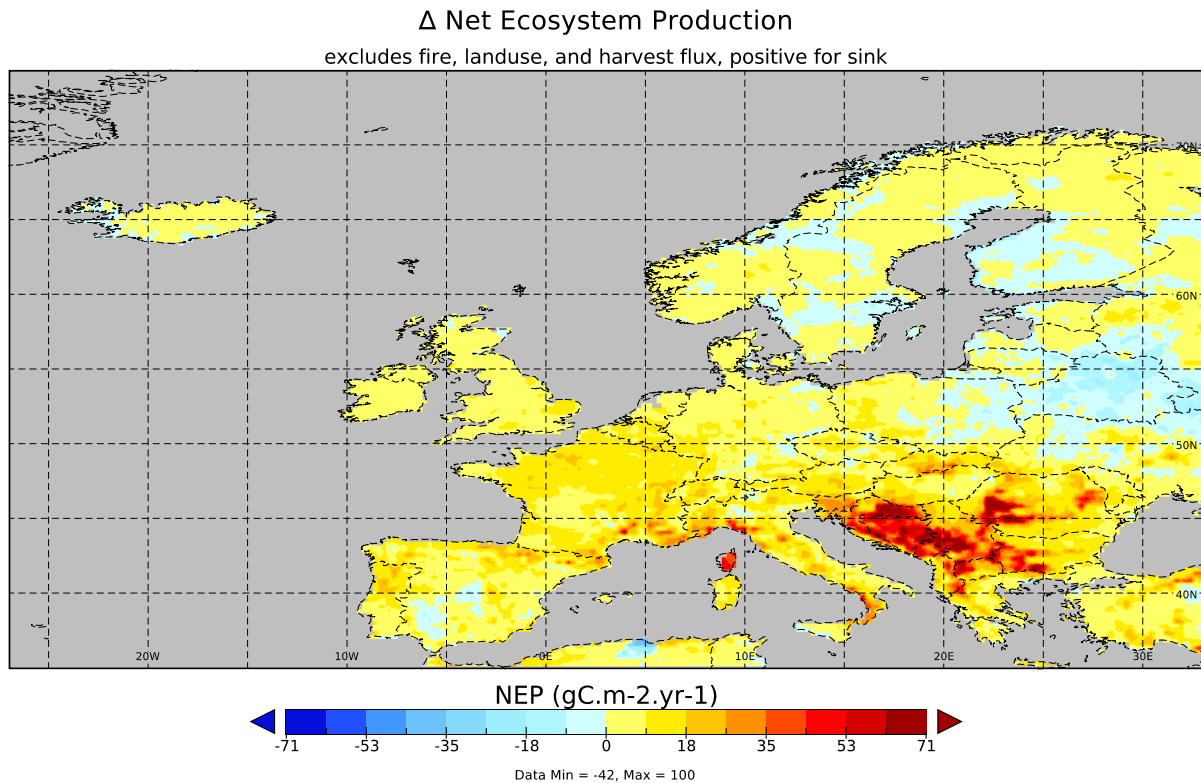 Δ Net Ecosystem Production
excludes fire, landuse, and harvest flux, positive for sink
70N
60N
50N
40N
20W 10W 0E 10E 20E 30E
NEP (gC.m-2.yr-1)
-71 -53 -35 -18 0 18 35 53 71
Data Min = -42, Max = 100